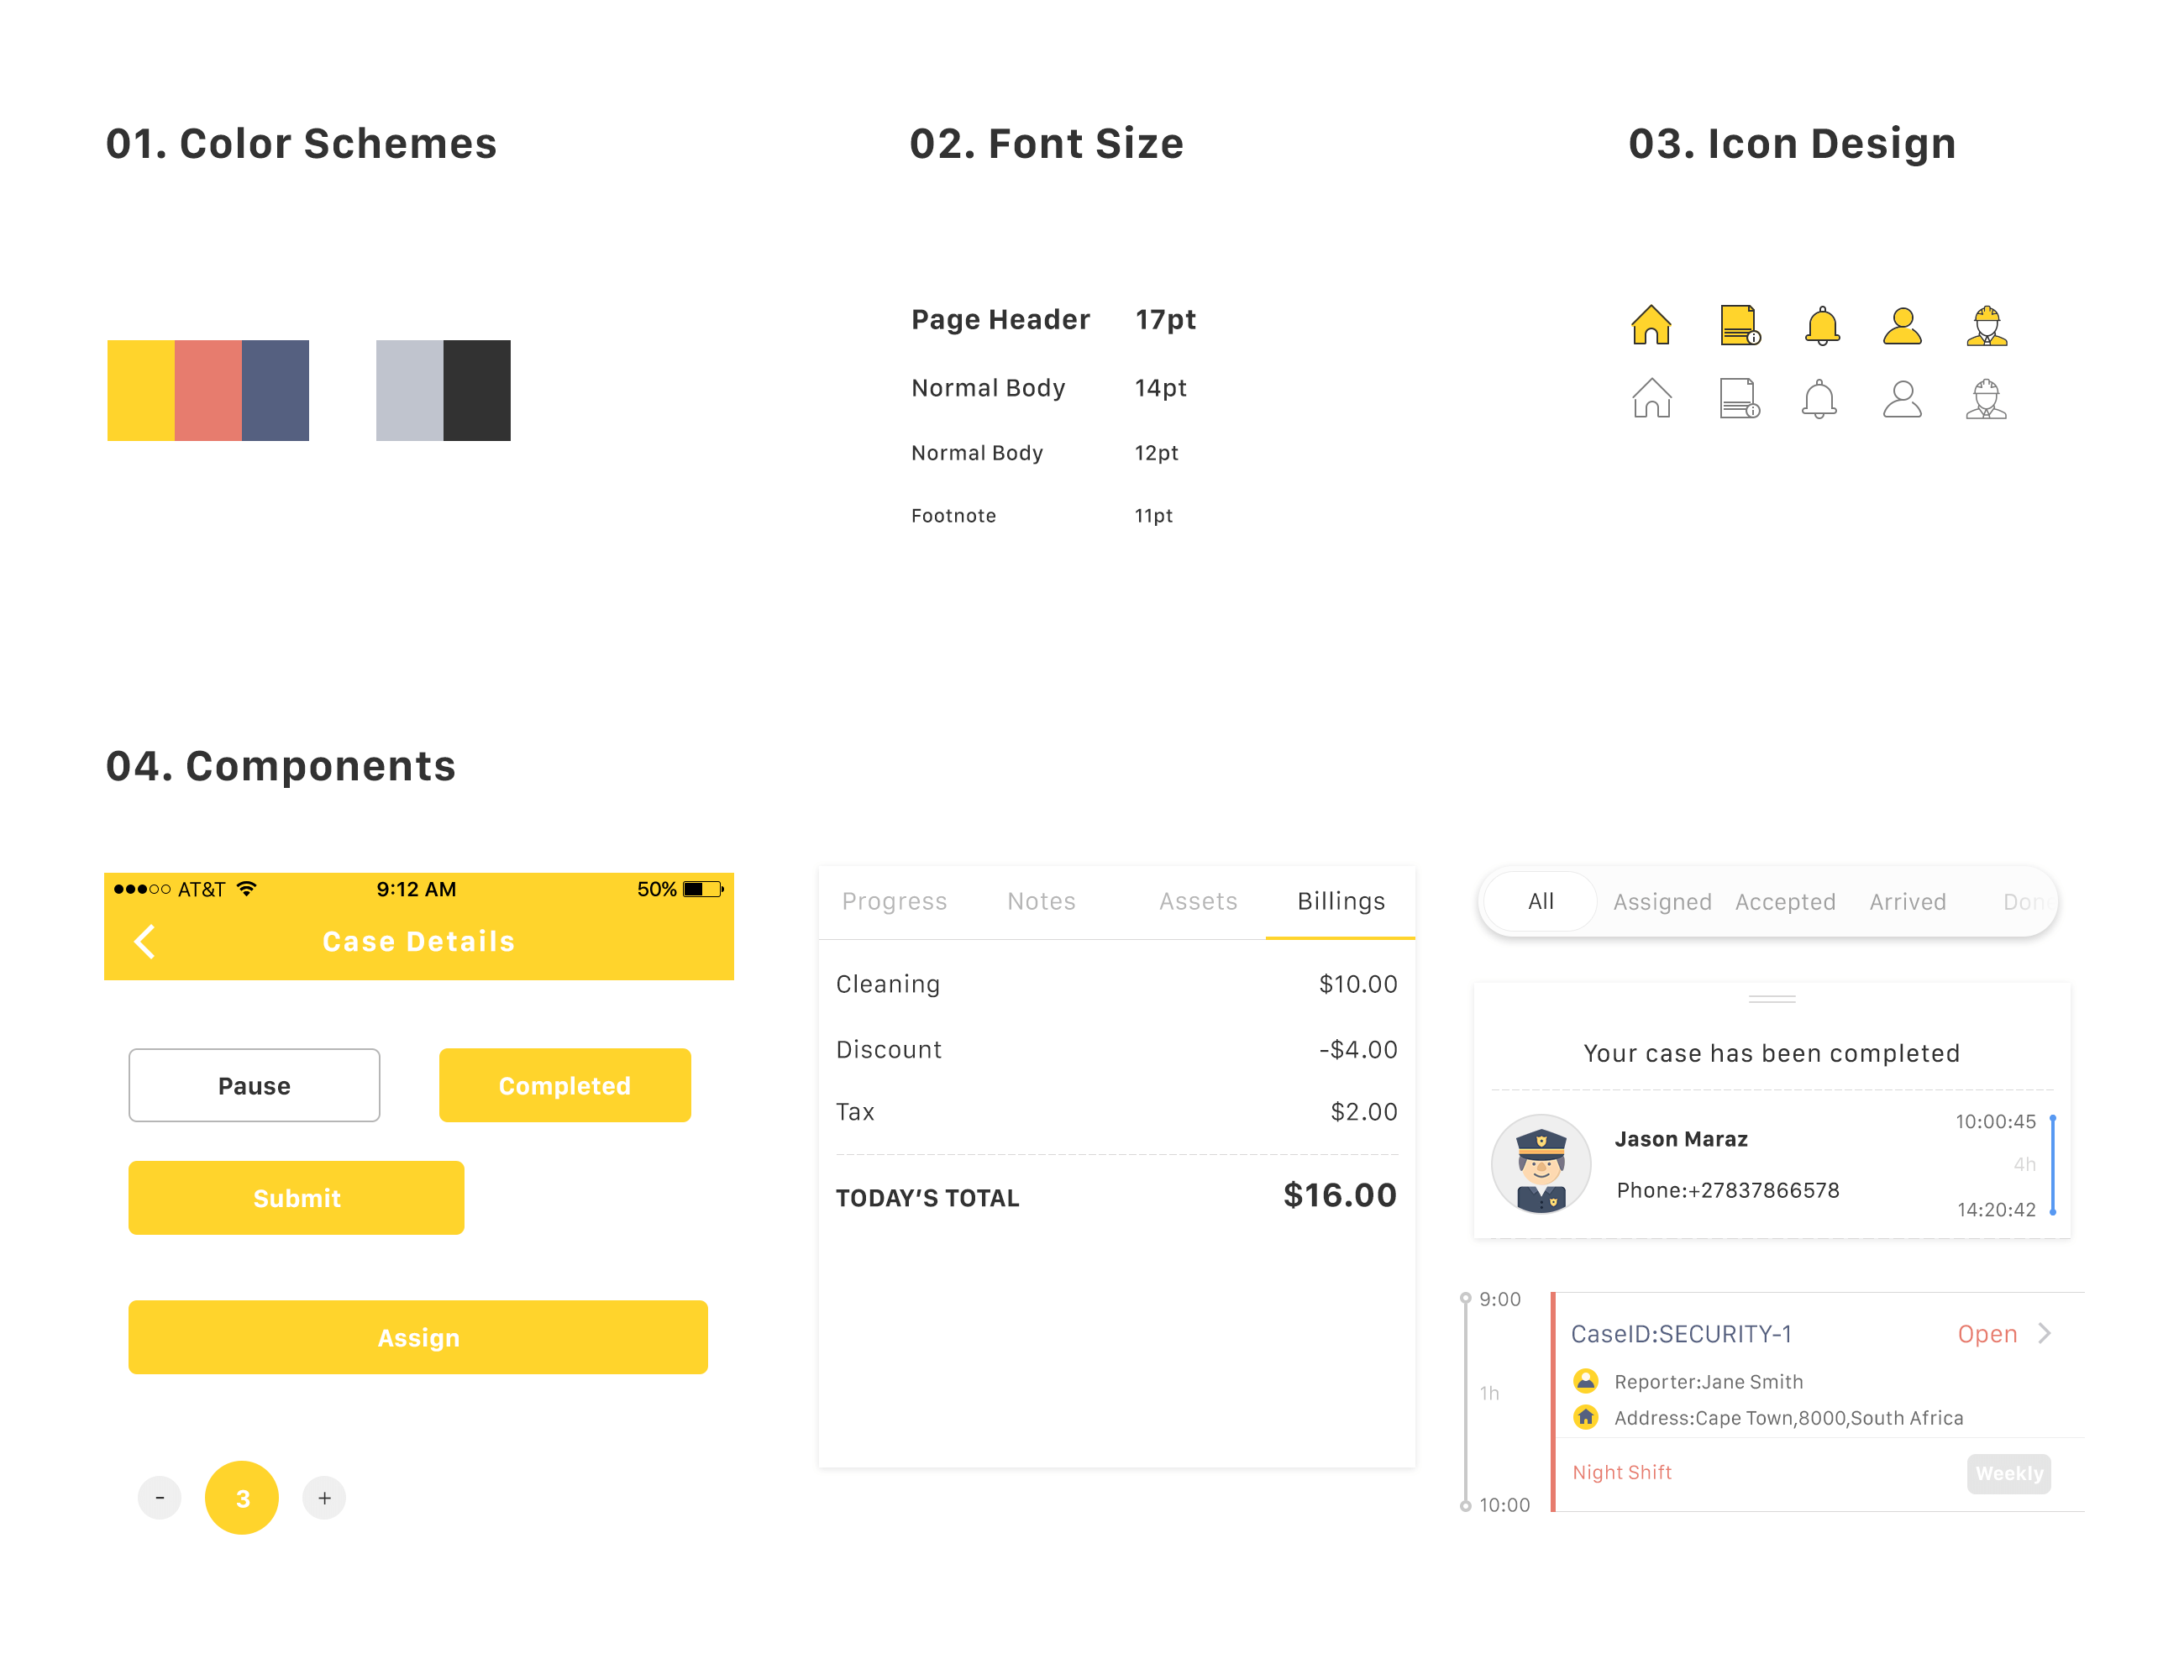 01. Color Schemes
02. Font Size
03. Icon Design
Page Header 17pt
Normal Body 14pt
Normal Body 12pt
Footnote 11pt
04. Components
AT&T 9:12 AM 50%
Case Details
Pause
Completed
Submit
Assign
- 3 +
Progress Notes Assets Billings
Cleaning $10.00
Discount -$4.00
Tax $2.00
TODAY’S TOTAL $16.00
All Assigned Accepted Arrived Done
Your case has been completed
Jason Maraz
Phone:+27837866578
10:00:45
4h
14:20:42
9:00
1h
10:00
CaseID:SECURITY-1 Open
Reporter:Jane Smith
Address:Cape Town,8000,South Africa
Night Shift Weekly